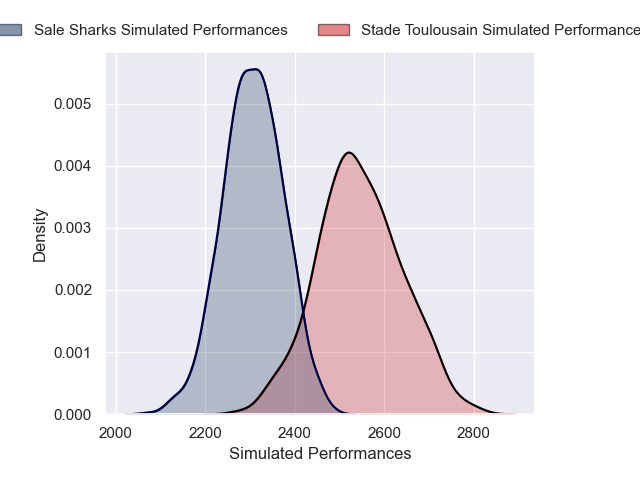 Sale Sharks Simulated Performances
Stade Toulousain Simulated Performance
0.005
0.004
0.003
0.002
0.001
0.000
Density
2000 2200 2400 2600 2800
Simulated Performances